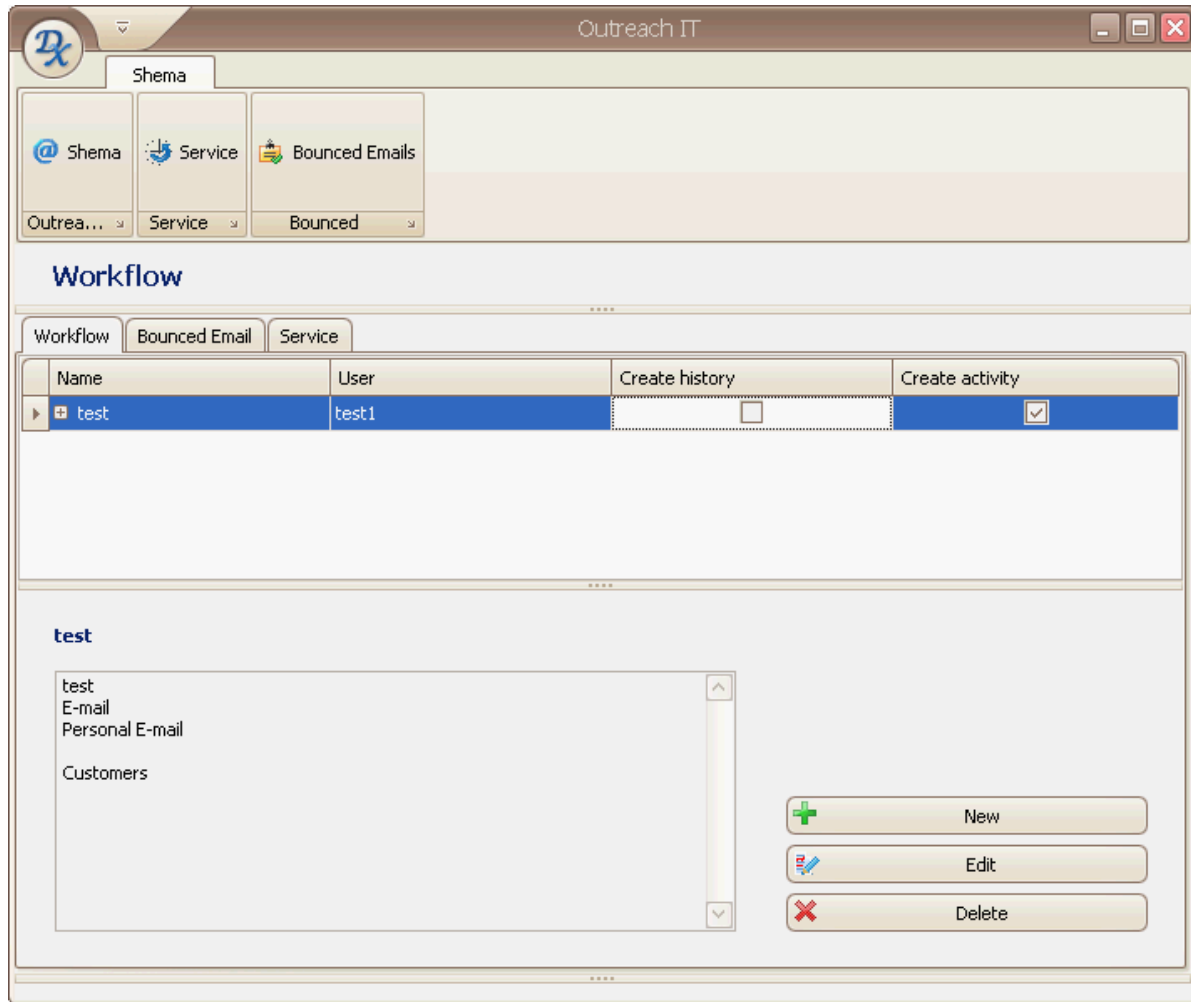 Outreach IT
DX
Shema
Shema
Service
Bounced Emails
Outrea...
Service
Bounced
Workflow
Workflow Bounced Email Service
Name User Create history Create activity
test test1
test
test
E-mail
Personal E-mail
Customers
New
Edit
Delete